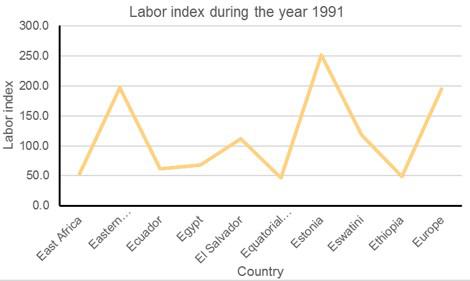 Labor index during the year 1991
300.0
250.0
200.0
150.0
100.0
50.0
0.0
Labor index
East Africa
Eastern...
Ecuador
Egypt
El Salvador
Equatorial...
Estonia
Eswatini
Ethiopia
Europe
Country